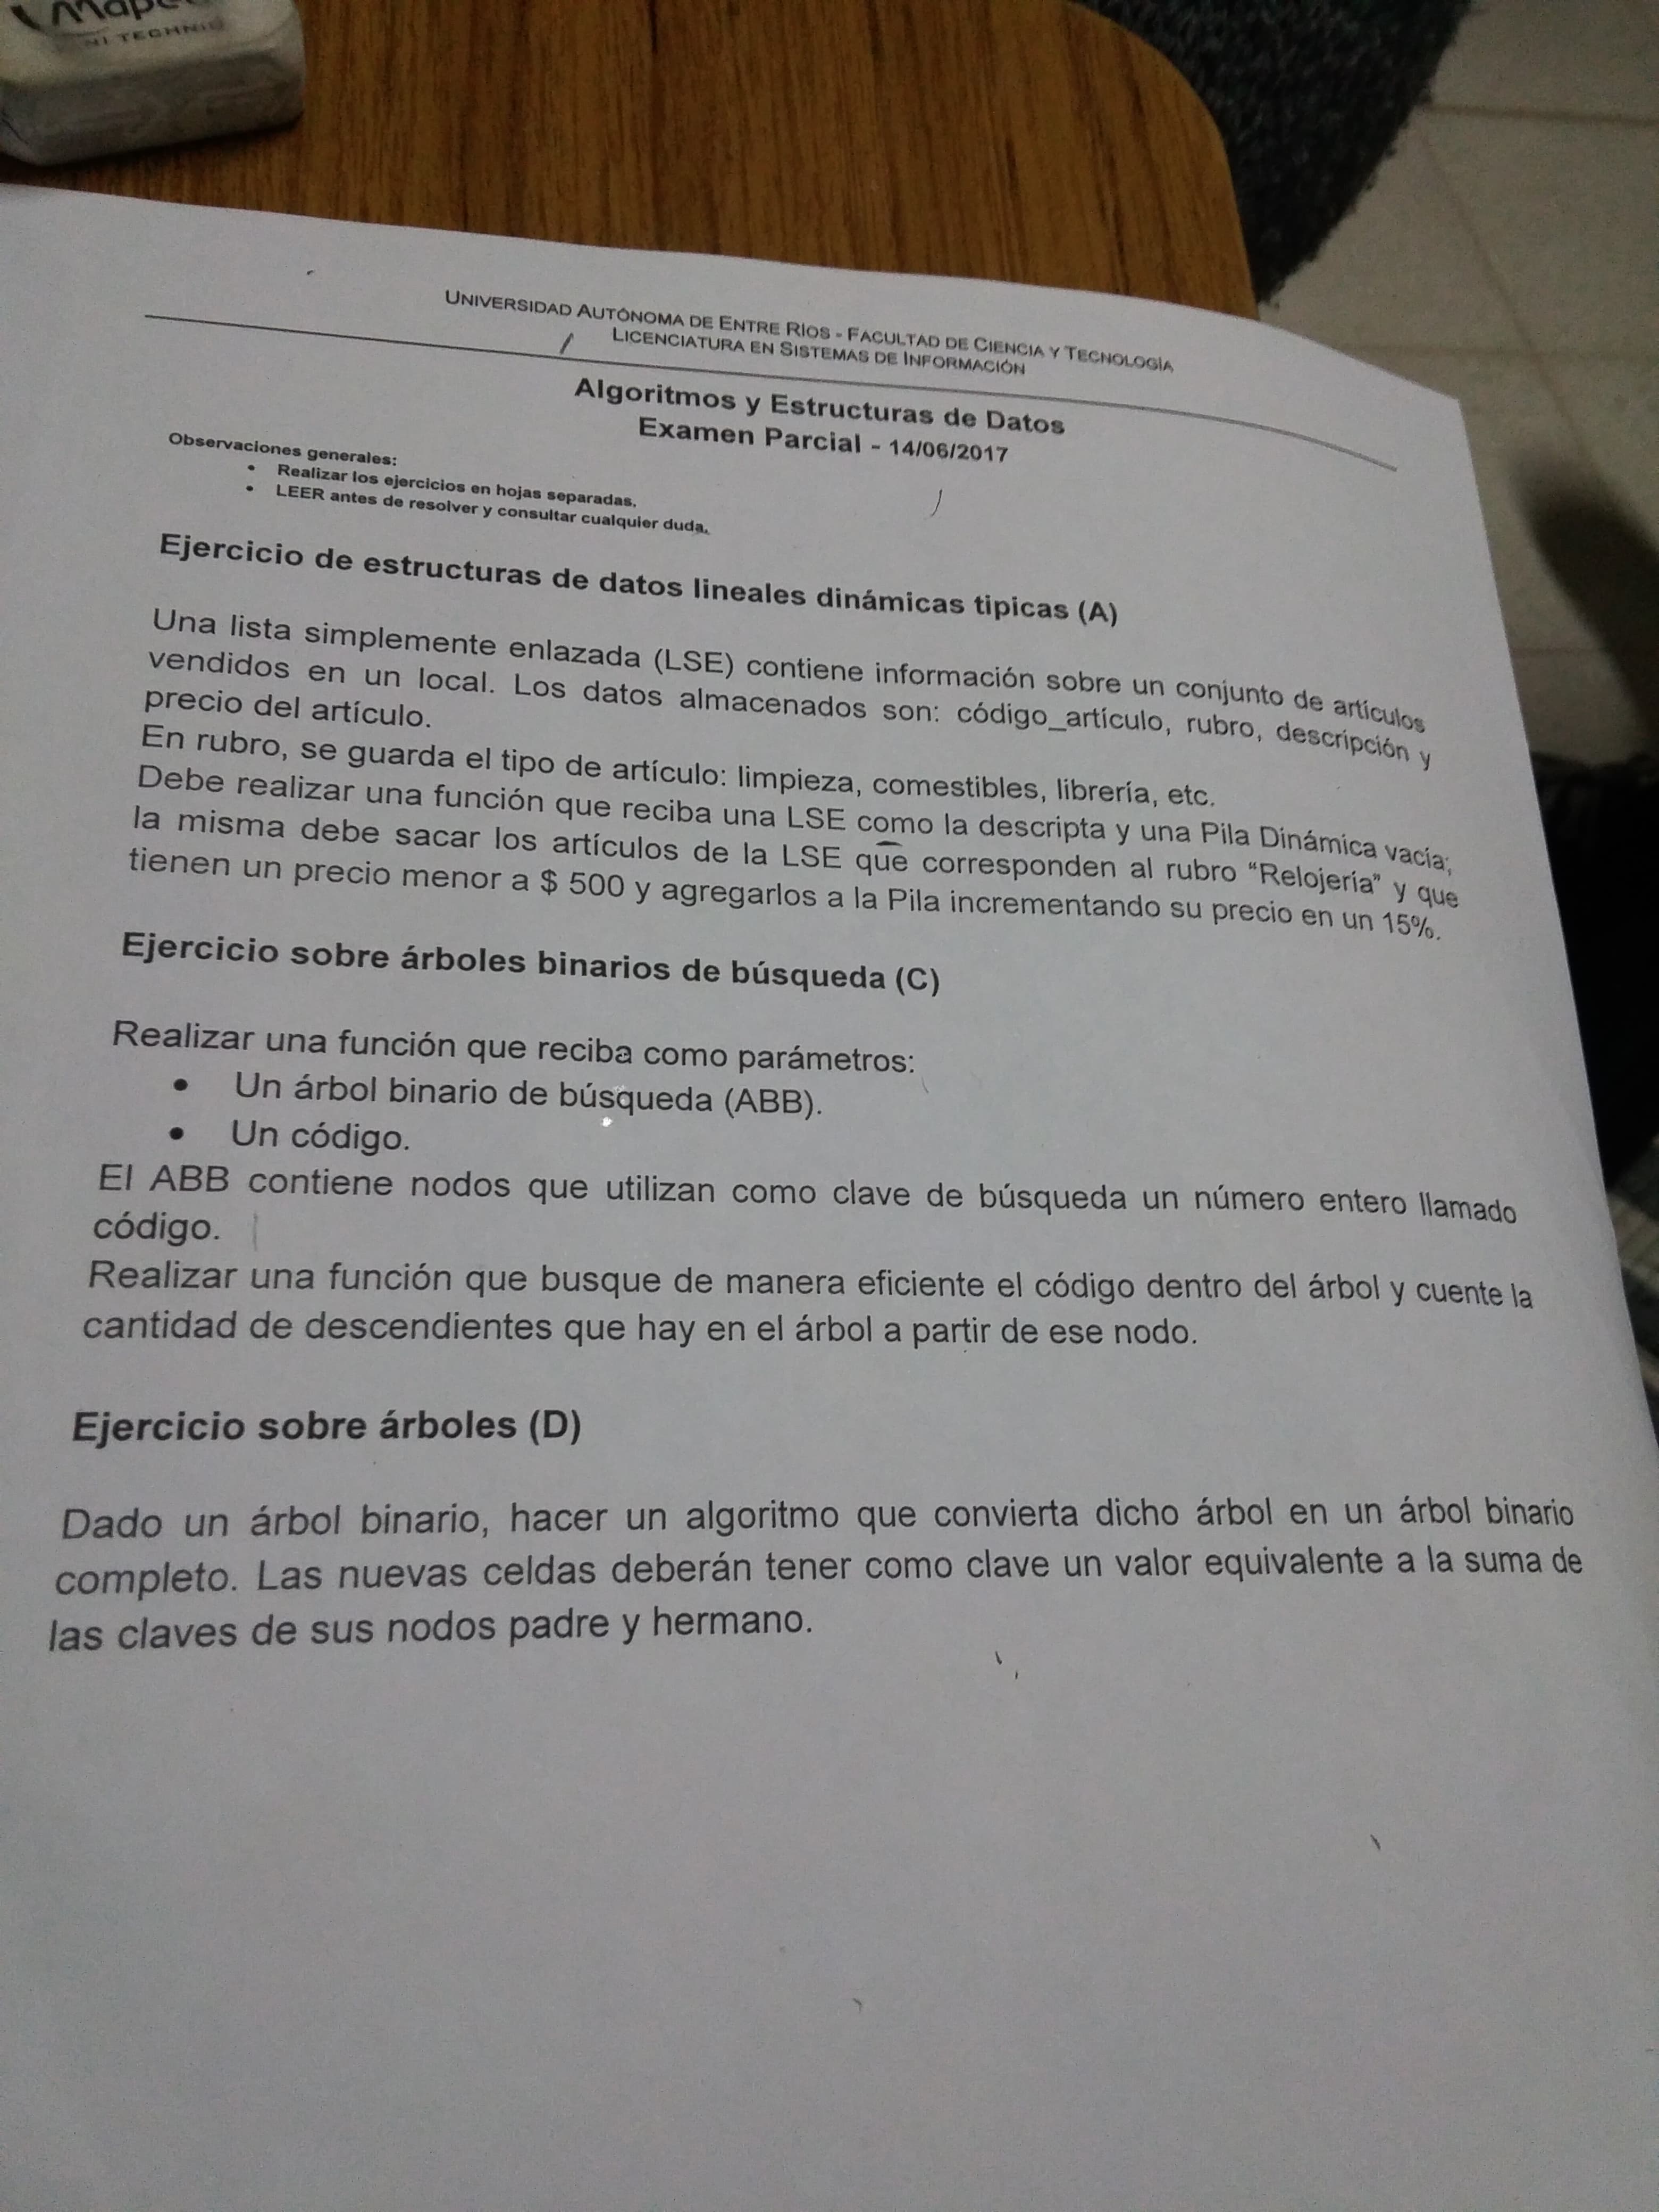 NI TECHNIC
UNIVERSIDAD AUTÓNOMA DE ENTRE RÍOS - FACULTAD DE CIENCIA Y TECNOLOGÍA
LICENCIATURA EN SISTEMAS DE INFORMACIÓN
Algoritmos y Estructuras de Datos
Examen Parcial - 14/06/2017
Observaciones generales:
• Realizar los ejercicios en hojas separadas.
• LEER antes de resolver y consultar cualquier duda.
Ejercicio de estructuras de datos lineales dinámicas tipicas (A)
Una lista simplemente enlazada (LSE) contiene información sobre un conjunto de artículos
vendidos en un local. Los datos almacenados son: código_artículo, rubro, descripción y
precio del artículo.
En rubro, se guarda el tipo de artículo: limpieza, comestibles, librería, etc.
Debe realizar una función que reciba una LSE como la descripta y una Pila Dinámica vacía;
la misma debe sacar los artículos de la LSE que corresponden al rubro “Relojería” y que
tienen un precio menor a $ 500 y agregarlos a la Pila incrementando su precio en un 15%.
Ejercicio sobre árboles binarios de búsqueda (C)
Realizar una función que reciba como parámetros:
• Un árbol binario de búsqueda (ABB).
• Un código.
El ABB contiene nodos que utilizan como clave de búsqueda un número entero llamado
código.
Realizar una función que busque de manera eficiente el código dentro del árbol y cuente la
cantidad de descendientes que hay en el árbol a partir de ese nodo.
Ejercicio sobre árboles (D)
Dado un árbol binario, hacer un algoritmo que convierta dicho árbol en un árbol binario
completo. Las nuevas celdas deberán tener como clave un valor equivalente a la suma de
las claves de sus nodos padre y hermano.